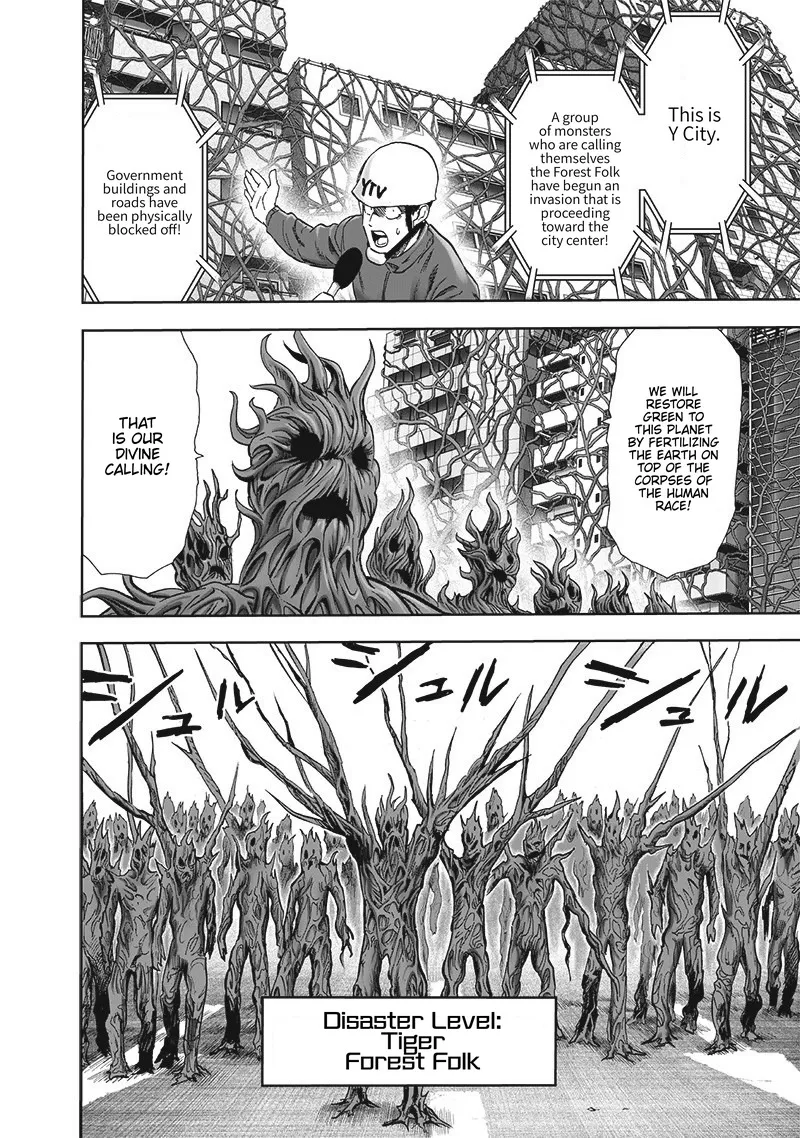 This is
Y City.
A group
of monsters
who are calling
themselves
the Forest Folk
have begun an
invasion that is
proceeding
toward the
city center!
YTV
Government
buildings and
roads have
been physically
blocked off!
WE WILL
RESTORE
GREEN TO
THIS PLANET
BY FERTILIZING
THE EARTH ON
TOP OF THE
CORPSES OF
THE HUMAN
RACE!
THAT
IS OUR
DIVINE
CALLING!
シュル
シュル
シュル
Disaster Level:
Tiger
Forest Folk